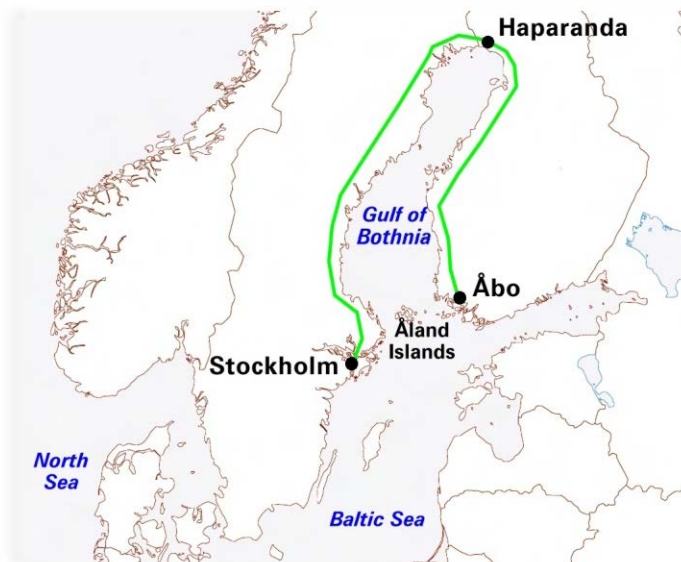 Haparanda
Gulf of
Bothnia
Åbo
Åland
Islands
Stockholm
North
Sea
Baltic Sea